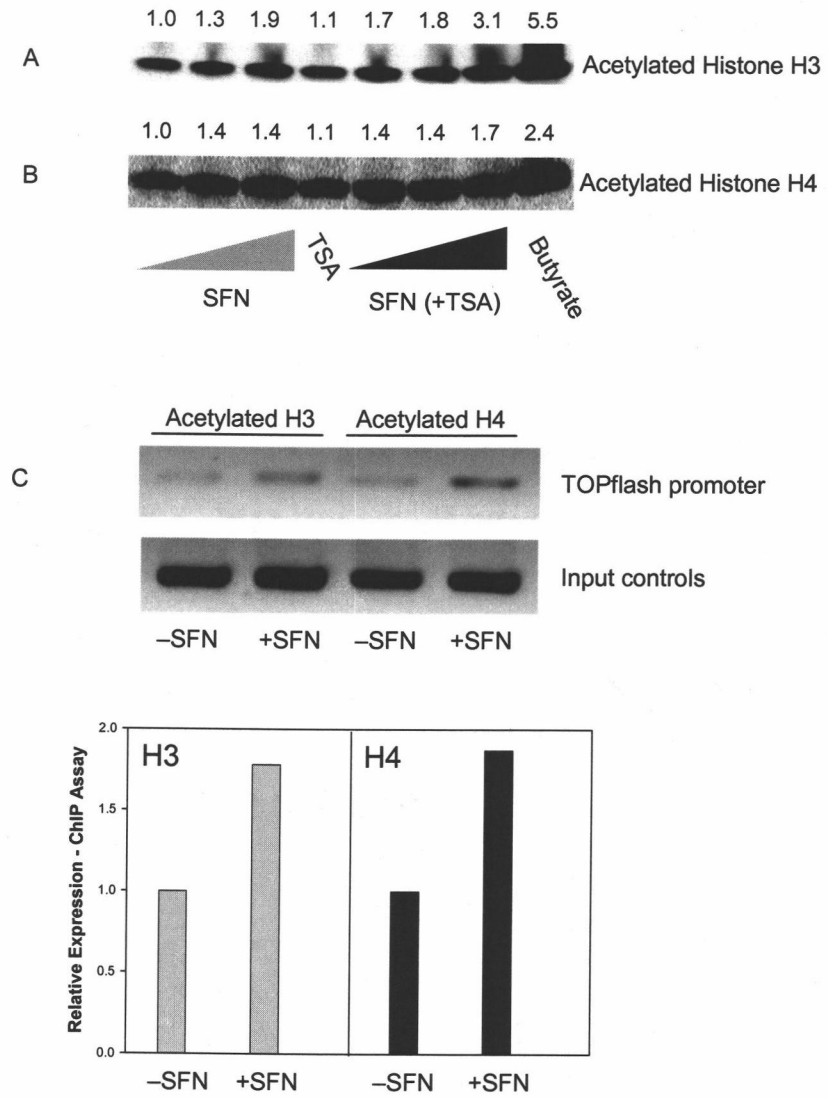 1.0 1.3 1.9 1.1 1.7 1.8 3.1 5.5
A
Acetylated Histone H3
1.0 1.4 1.4 1.1 1.4 1.4 1.7 2.4
B
Acetylated Histone H4
SFN
TSA
SFN (+TSA)
Butyrate
Acetylated H3 Acetylated H4
C
TOPflash promoter
Input controls
–SFN +SFN –SFN +SFN
Relative Expression - ChIP Assay
2.0
1.5
1.0
0.5
0.0
H3 H4
–SFN +SFN –SFN +SFN